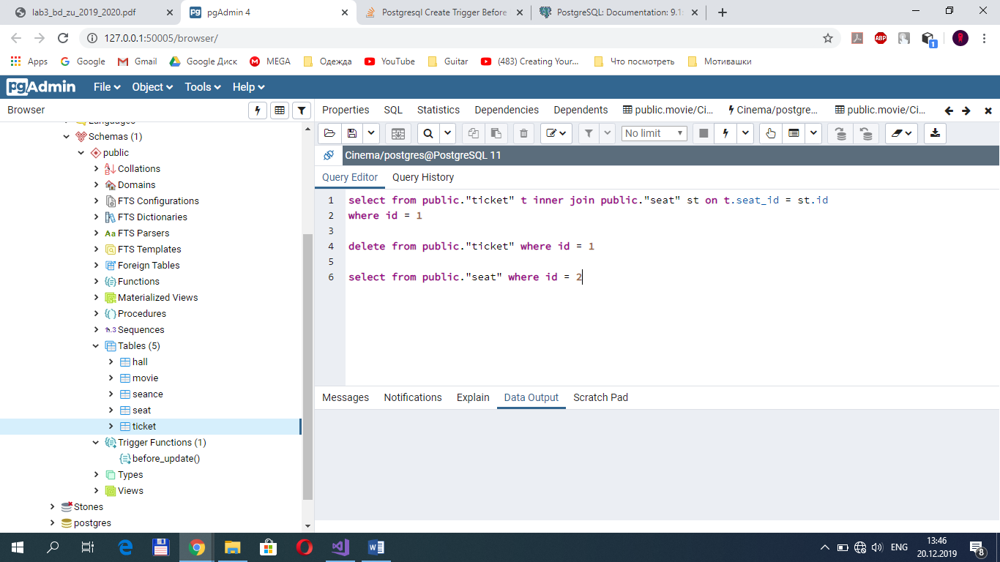 lab3_bd_zu_2019_2020.pdf
pgAdmin 4
Postgresql Create Trigger Before
PostgreSQL: Documentation: 9.1:
127.0.0.1:50005/browser/
ABP
1
Apps
Google
Gmail
Google Диск
MEGA
Одежда
YouTube
Guitar
(483) Creating Your...
Что посмотреть
Мотивашки
pgAdmin
File
Object
Tools
Help
Browser
Properties
SQL
Statistics
Dependencies
Dependents
public.movie/Ci...
Cinema/postgre...
public.movie/Ci...
Languages
Schemas (1)
public
Collations
Domains
FTS Configurations
FTS Dictionaries
Aa FTS Parsers
FTS Templates
Foreign Tables
Functions
Materialized Views
Procedures
1..3 Sequences
Tables (5)
hall
movie
seance
seat
ticket
Trigger Functions (1)
before_update()
Types
Views
Stones
postgres
No limit
Cinema/postgres@PostgreSQL 11
Query Editor
Query History
1 select from public."ticket" t inner join public."seat" st on t.seat_id = st.id
2 where id = 1
3
4 delete from public."ticket" where id = 1
5
6 select from public."seat" where id = 2
Messages
Notifications
Explain
Data Output
Scratch Pad
ENG
13:46
20.12.2019
8